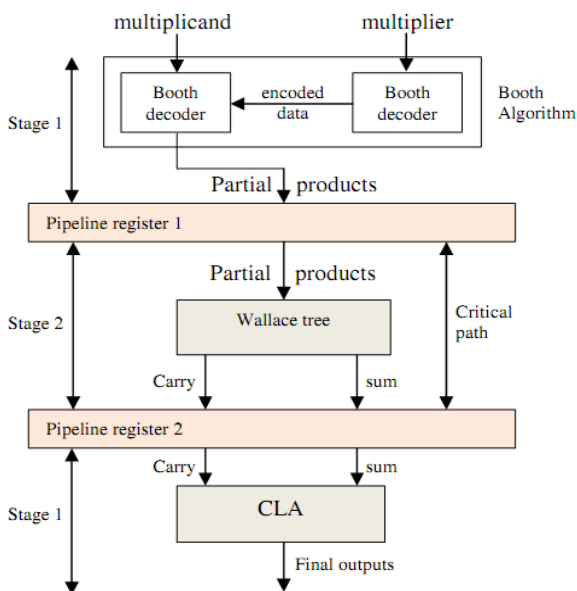 multiplicand
multiplier
Booth
decoder
encoded
data
Booth
decoder
Booth
Algorithm
Stage 1
Partial products
Pipeline register 1
Partial products
Stage 2
Wallace tree
Critical
path
Carry
sum
Pipeline register 2
Carry
sum
Stage 1
CLA
Final outputs